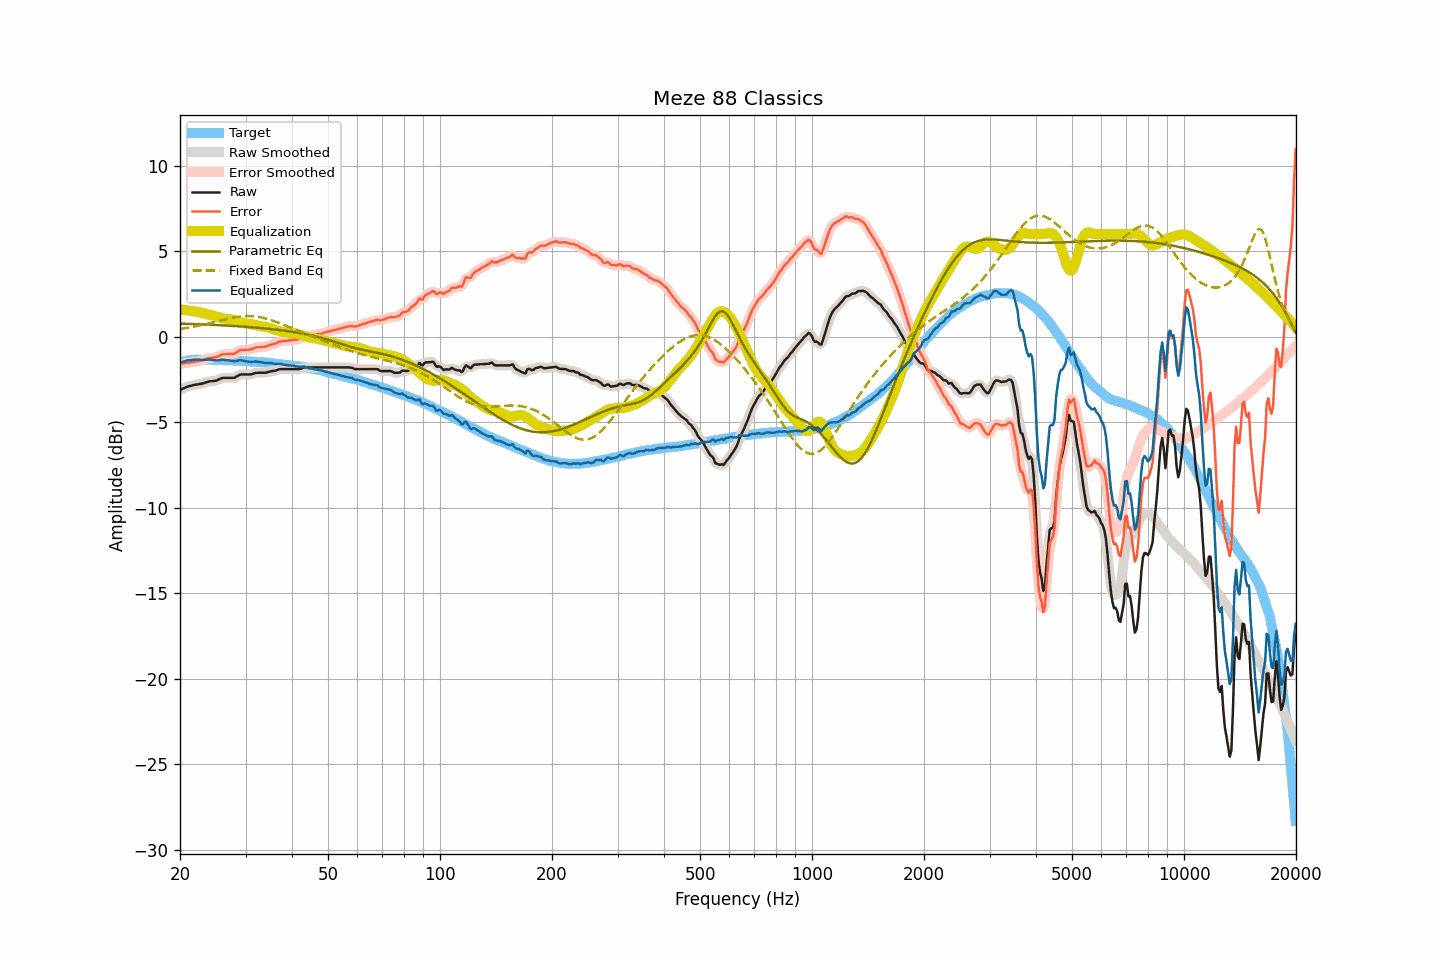 Meze 88 Classics
Target
Raw Smoothed
Error Smoothed
Raw
Error
Equalization
Parametric Eq
Fixed Band Eq
Equalized
10
5
0
−5
−10
−15
−20
−25
−30
Amplitude (dBr)
20 50 100 200 500 1000 2000 5000 10000 20000
Frequency (Hz)